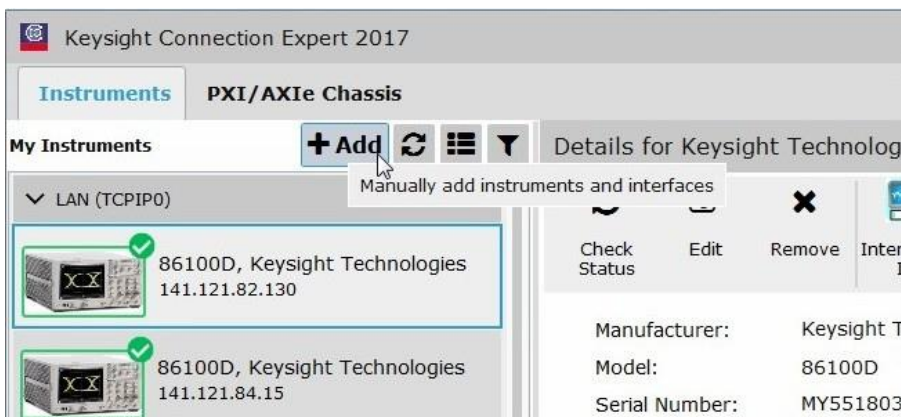 Keysight Connection Expert 2017
Instruments PXI/AXIe Chassis
My Instruments
+ Add
Manually add instruments and interfaces
LAN (TCPIP0)
86100D, Keysight Technologies
141.121.82.130
86100D, Keysight Technologies
141.121.84.15
Details for Keysight Technolog
Check
Status
Edit
Remove
Inter
Manufacturer: Keysight T
Model: 86100D
Serial Number: MY551803